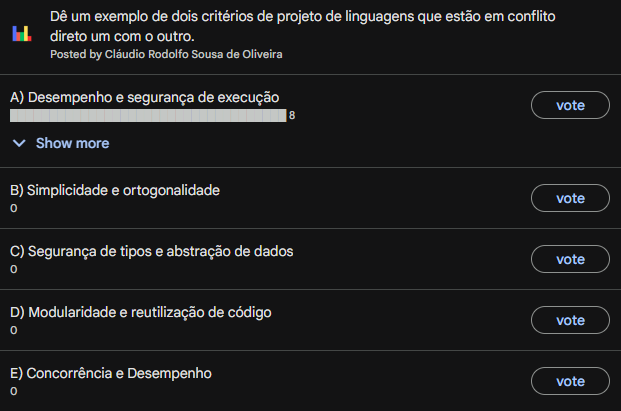 Dê um exemplo de dois critérios de projeto de linguagens que estão em conflito
direto um com o outro.
Posted by Cláudio Rodolfo Sousa de Oliveira
A) Desempenho e segurança de execução
vote
8
Show more
B) Simplicidade e ortogonalidade
vote
0
C) Segurança de tipos e abstração de dados
vote
0
D) Modularidade e reutilização de código
vote
0
E) Concorrência e Desempenho
vote
0